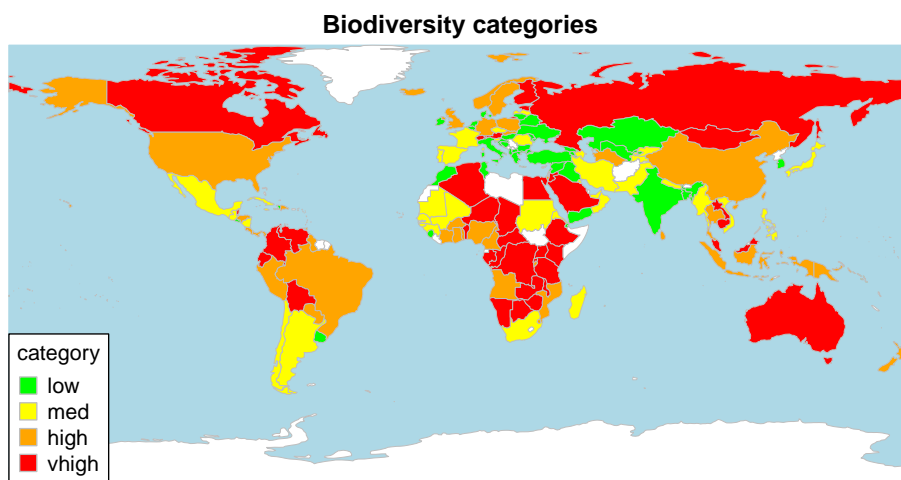 Biodiversity categories
category
low
med
high
vhigh